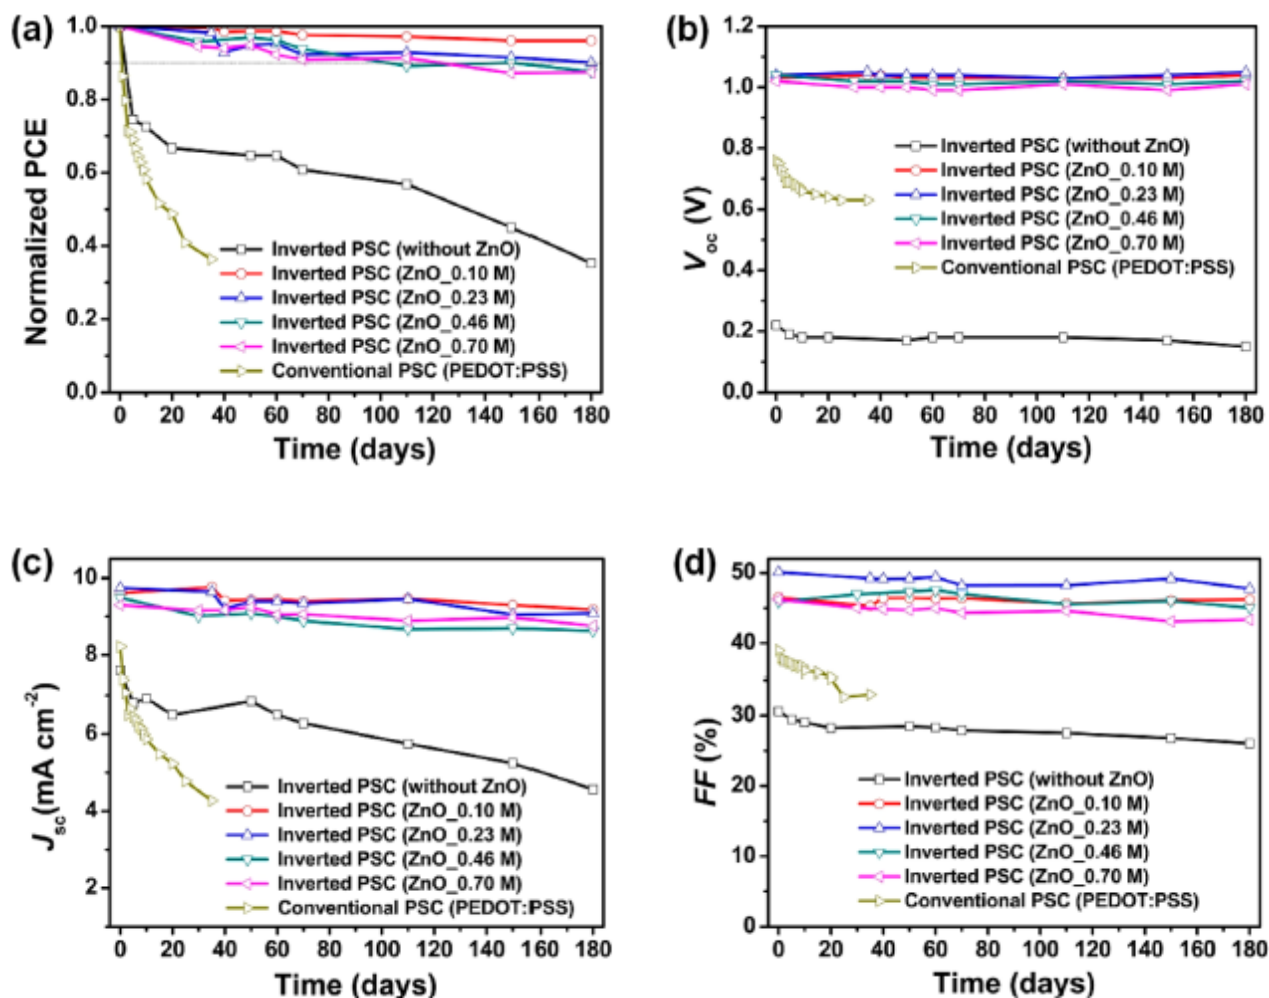 (a)
1.0
0.8
0.6
0.4
0.2
0.0
Normalized PCE
Inverted PSC (without ZnO)
Inverted PSC (ZnO_0.10 M)
Inverted PSC (ZnO_0.23 M)
Inverted PSC (ZnO_0.46 M)
Inverted PSC (ZnO_0.70 M)
Conventional PSC (PEDOT:PSS)
0 20 40 60 80 100 120 140 160 180
Time (days)
(b)
1.2
1.0
0.8
0.6
0.4
0.2
0.0
Voc (V)
Inverted PSC (without ZnO)
Inverted PSC (ZnO_0.10 M)
Inverted PSC (ZnO_0.23 M)
Inverted PSC (ZnO_0.46 M)
Inverted PSC (ZnO_0.70 M)
Conventional PSC (PEDOT:PSS)
0 20 40 60 80 100 120 140 160 180
Time (days)
(c)
10
8
6
4
2
Jsc(mA cm-2)
Inverted PSC (without ZnO)
Inverted PSC (ZnO_0.10 M)
Inverted PSC (ZnO_0.23 M)
Inverted PSC (ZnO_0.46 M)
Inverted PSC (ZnO_0.70 M)
Conventional PSC (PEDOT:PSS)
0 20 40 60 80 100 120 140 160 180
Time (days)
(d)
50
40
30
20
10
0
FF (%)
Inverted PSC (without ZnO)
Inverted PSC (ZnO_0.10 M)
Inverted PSC (ZnO_0.23 M)
Inverted PSC (ZnO_0.46 M)
Inverted PSC (ZnO_0.70 M)
Conventional PSC (PEDOT:PSS)
0 20 40 60 80 100 120 140 160 180
Time (days)